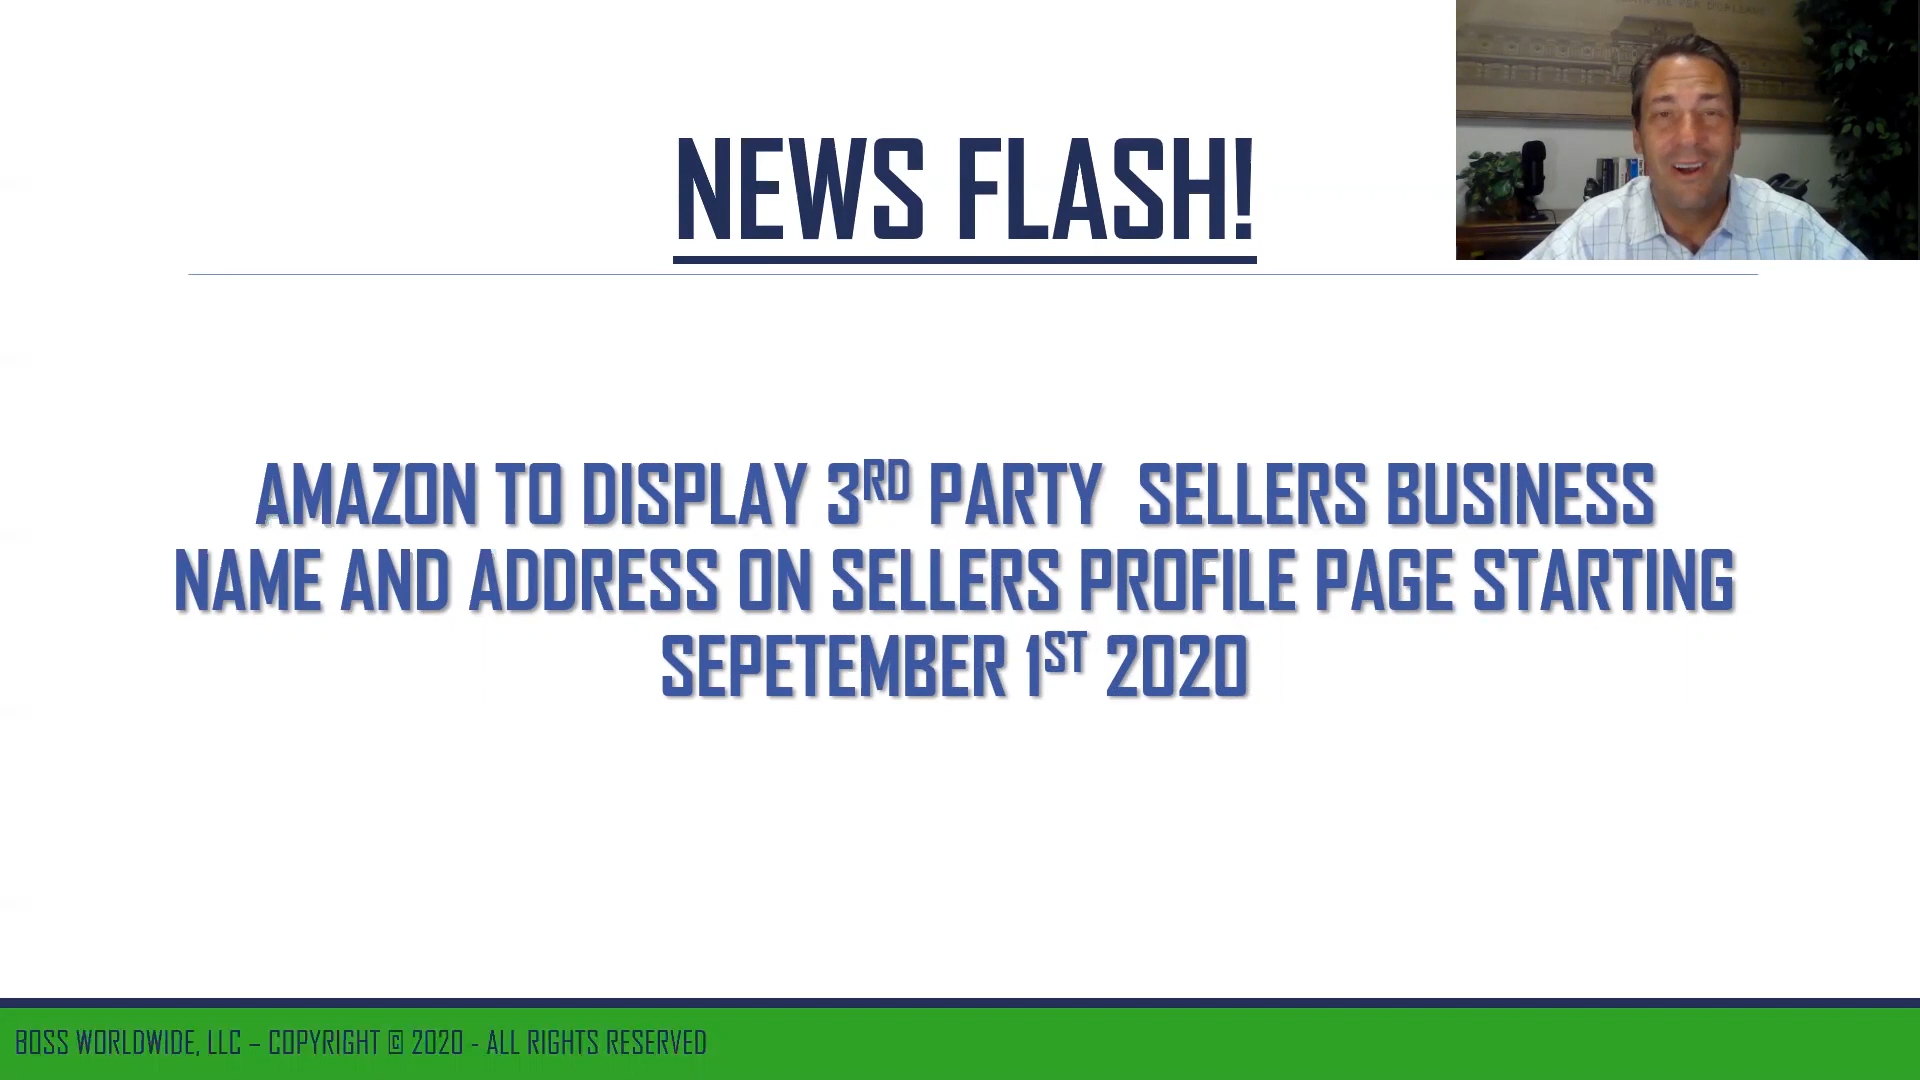 NEWS FLASH!
AMAZON TO DISPLAY 3RD PARTY SELLERS BUSINESS
NAME AND ADDRESS ON SELLERS PROFILE PAGE STARTING
SEPETEMBER 1ST 2020
BOSS WORLDWIDE, LLC – COPYRIGHT © 2020 - ALL RIGHTS RESERVED